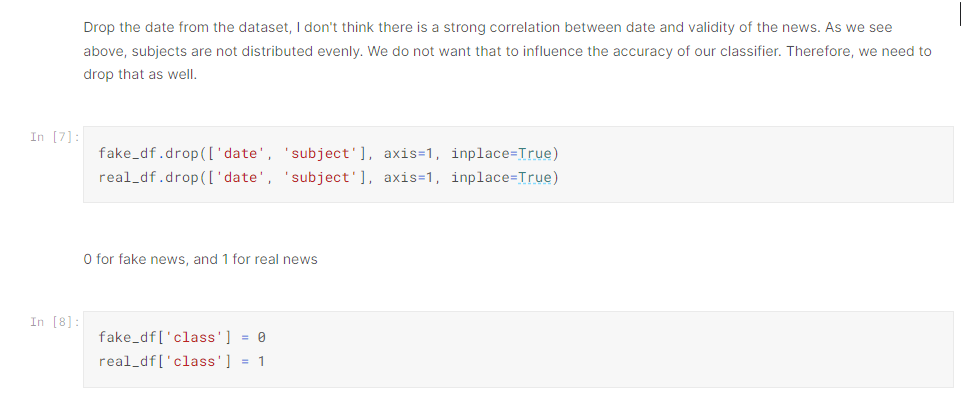 Drop the date from the dataset, I don't think there is a strong correlation between date and validity of the news. As we see
above, subjects are not distributed evenly. We do not want that to influence the accuracy of our classifier. Therefore, we need to
drop that as well.
In [7]:
fake_df.drop(['date', 'subject'], axis=1, inplace=True)
real_df.drop(['date', 'subject'], axis=1, inplace=True)
0 for fake news, and 1 for real news
In [8]:
fake_df['class'] = 0
real_df['class'] = 1